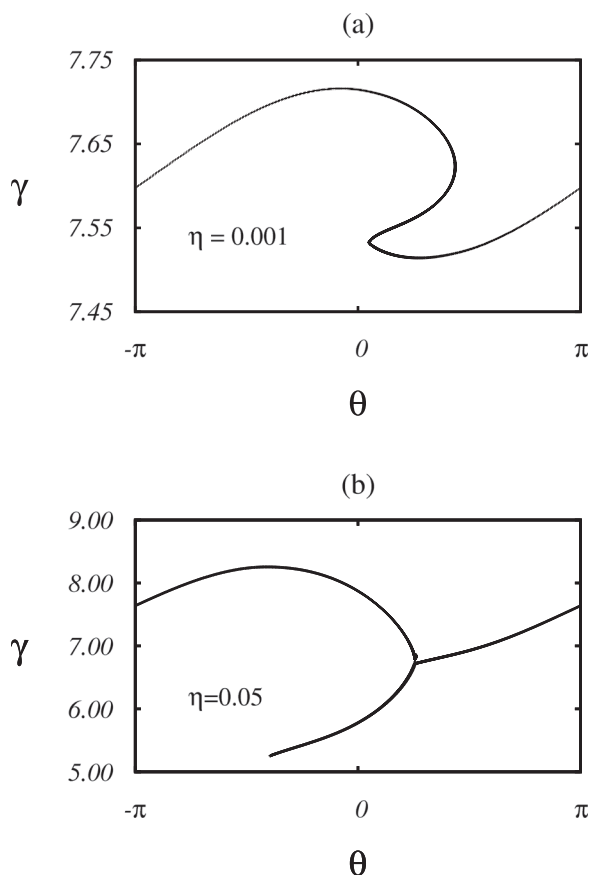 (a)
7.75
7.65
γ
7.55
η = 0.001
7.45
-π 0 π
θ
(b)
9.00
8.00
7.00
γ
6.00
η=0.05
5.00
-π 0 π
θ